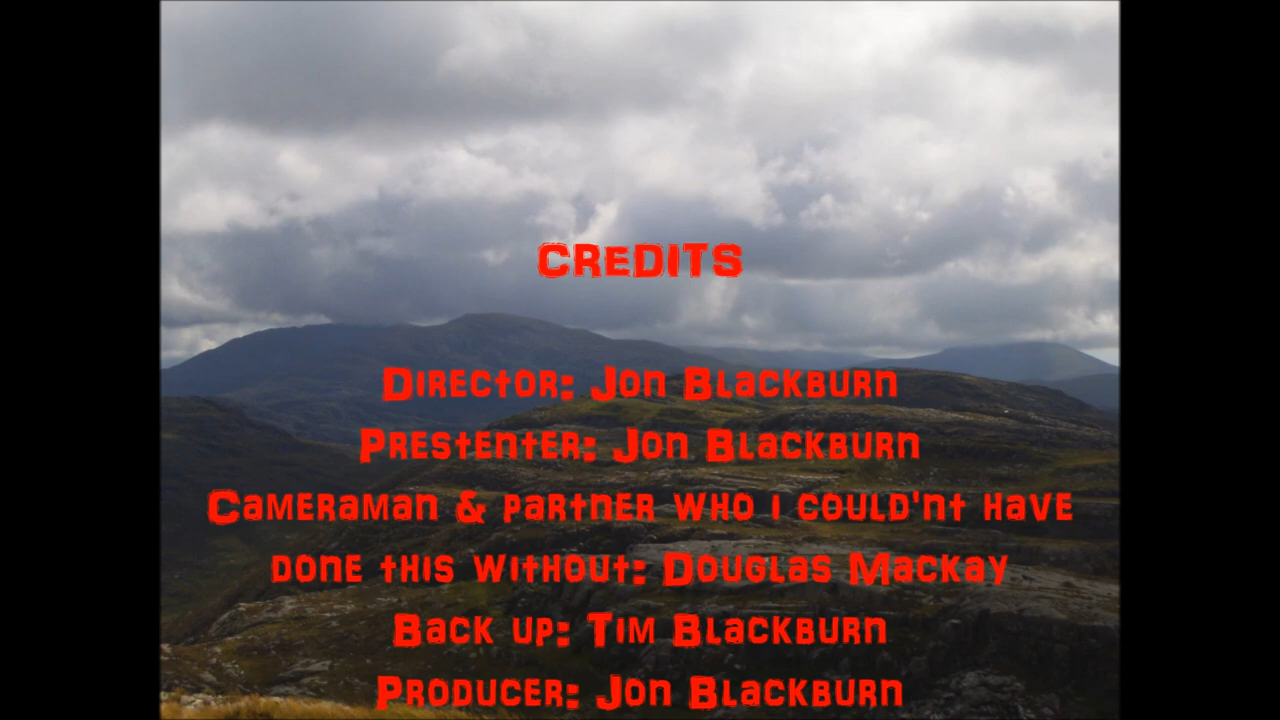 CREDITS
Director: Jon Blackburn
Prestenter: Jon Blackburn
Cameraman & partner who i could'nt have
done this without: Douglas Mackay
Back up: Tim Blackburn
Producer: Jon Blackburn